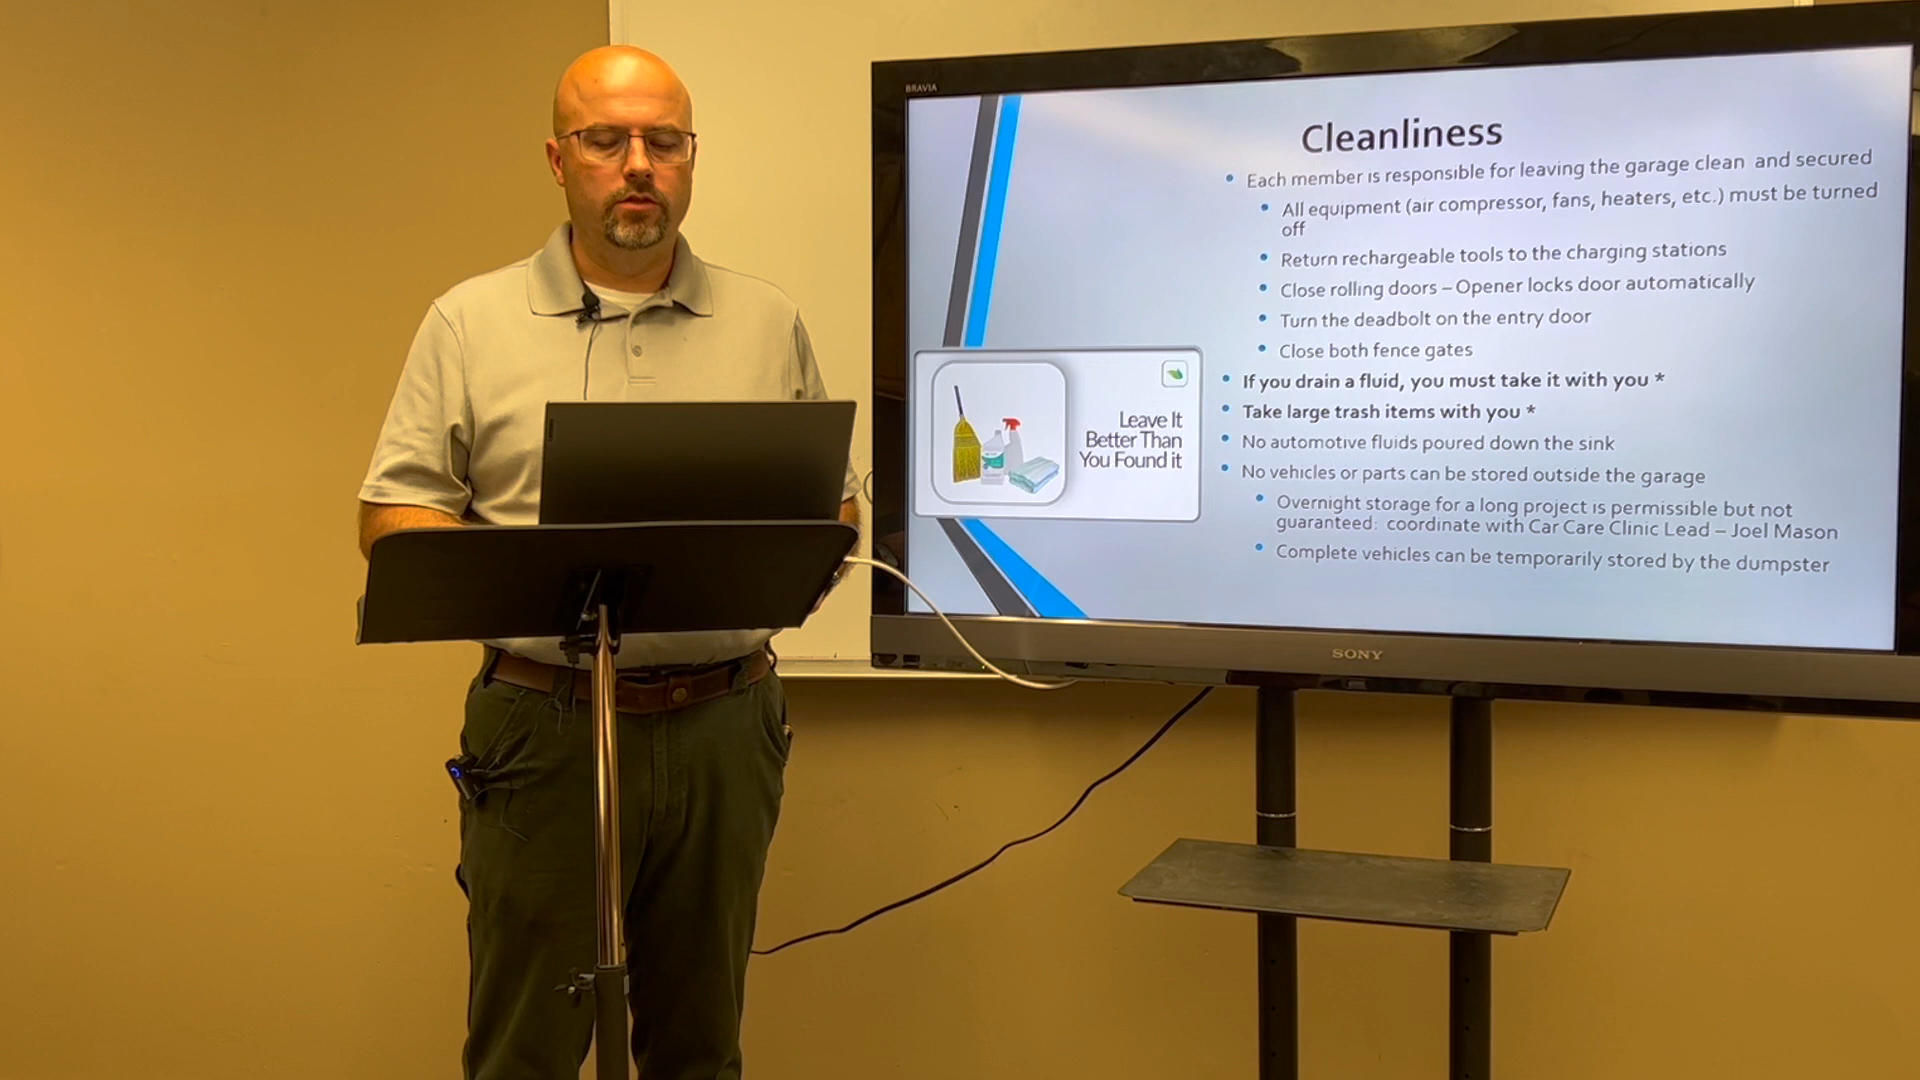 BRAVIA
Cleanliness
• Each member is responsible for leaving the garage clean and secured
• All equipment (air compressor, fans, heaters, etc.) must be turned
off
• Return rechargeable tools to the charging stations
• Close rolling doors – Opener locks door automatically
• Turn the deadbolt on the entry door
• Close both fence gates
• If you drain a fluid, you must take it with you *
• Take large trash items with you *
• No automotive fluids poured down the sink
• No vehicles or parts can be stored outside the garage
• Overnight storage for a long project is permissible but not
guaranteed: coordinate with Car Care Clinic Lead – Joel Mason
• Complete vehicles can be temporarily stored by the dumpster
Leave It
Better Than
You Found it
SONY